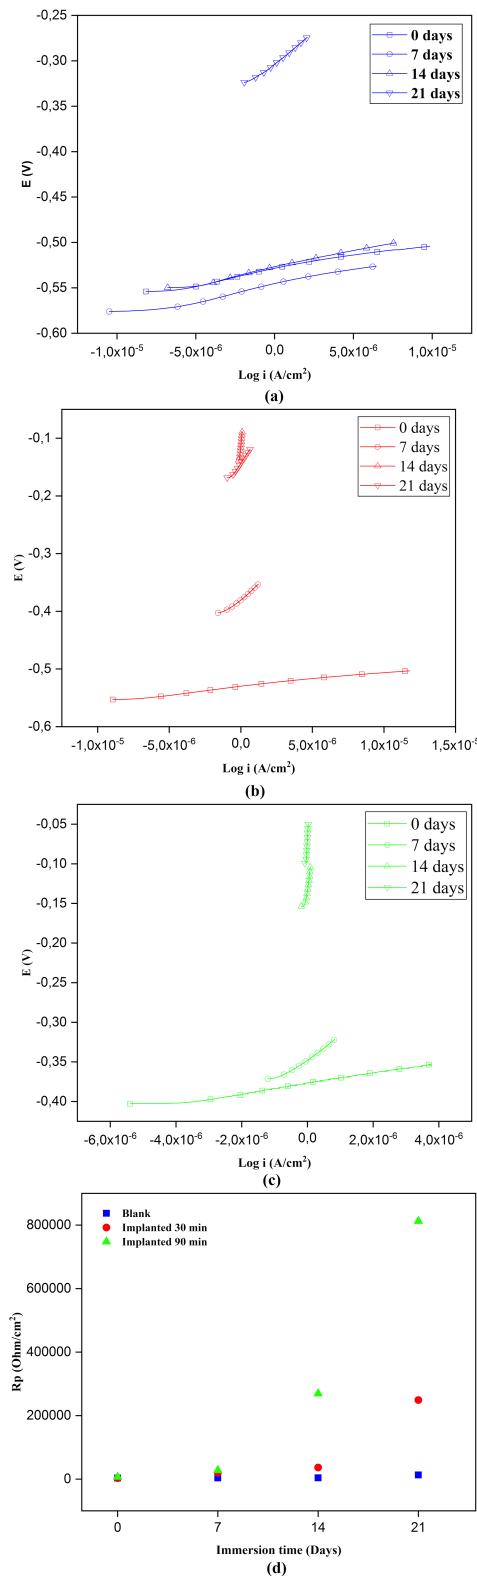 -0,25
-0,30
-0,35
-0,40
-0,45
-0,50
-0,55
-0,60
E (V)
0 days
7 days
14 days
21 days
-1,0x10⁻⁵
-5,0x10⁻⁶
0,0
5,0x10⁻⁶
1,0x10⁻⁵
Log i (A/cm²)
(a)
-0,1
-0,2
-0,3
-0,4
-0,5
-0,6
E (V)
0 days
7 days
14 days
21 days
-1,0x10⁻⁵
-5,0x10⁻⁶
0,0
5,0x10⁻⁶
1,0x10⁻⁵
1,5x10
Log i (A/cm²)
(b)
-0,05
-0,10
-0,15
-0,20
-0,25
-0,30
-0,35
-0,40
E (V)
0 days
7 days
14 days
21 days
-6,0x10⁻⁶
-4,0x10⁻⁶
-2,0x10⁻⁶
0,0
2,0x10⁻⁶
4,0x10⁻⁶
Log i (A/cm²)
(c)
800000
600000
400000
200000
0
Rp (Ohm/cm²)
Blank
Implanted 30 min
Implanted 90 min
0
7
14
21
Immersion time (Days)
(d)